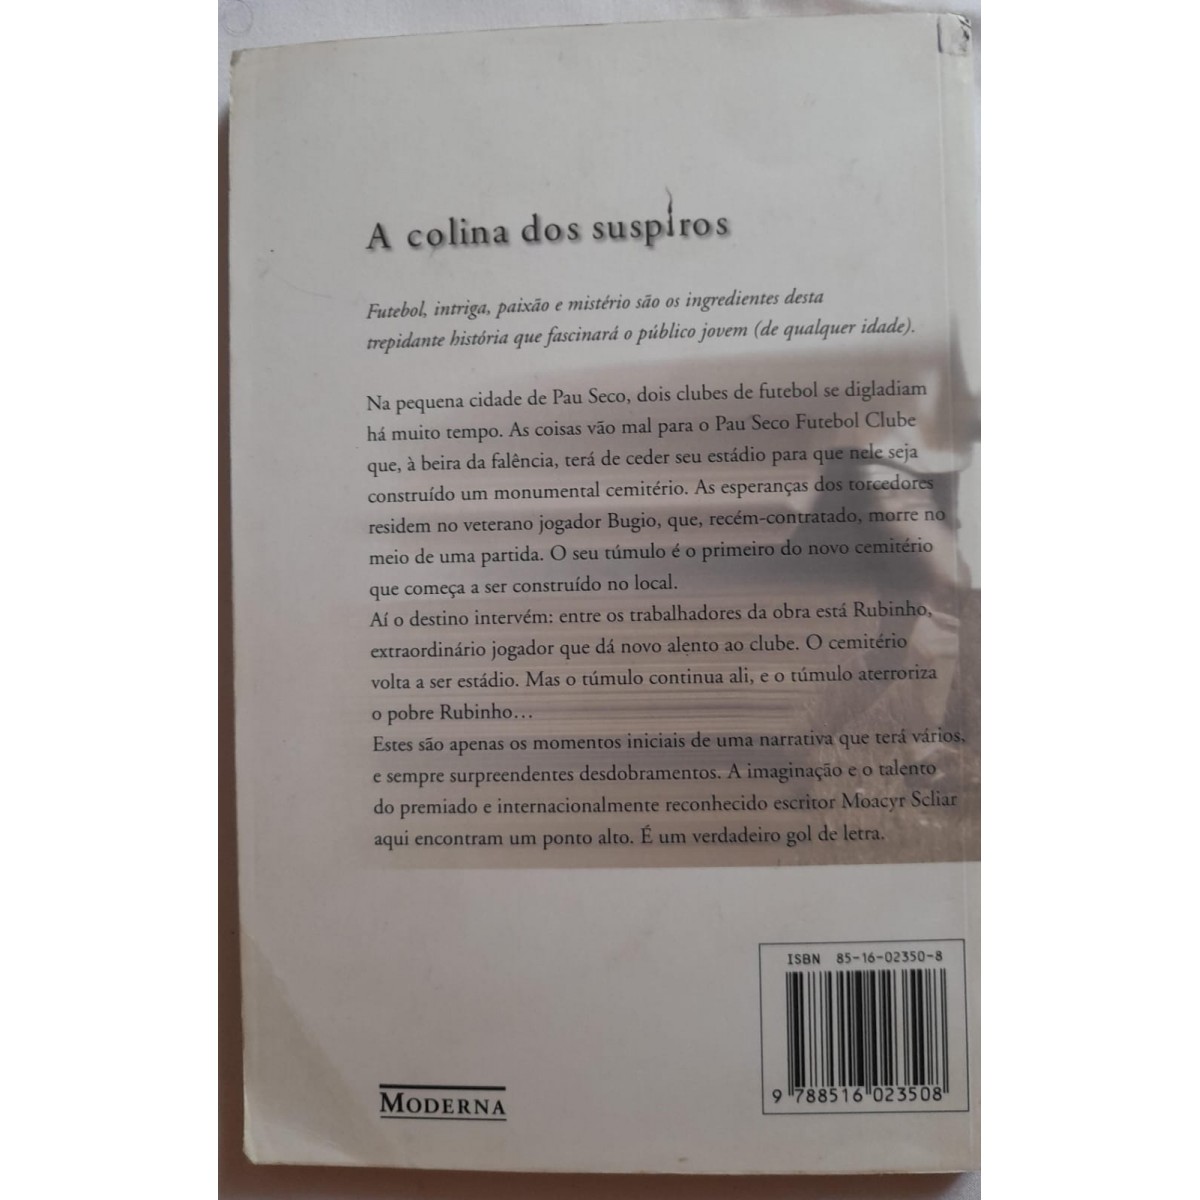 A colina dos suspiros
Futebol, intriga, paixão e mistério são os ingredientes desta
trepidante história que fascinará o público jovem (de qualquer idade).
Na pequena cidade de Pau Seco, dois clubes de futebol se digladiam
há muito tempo. As coisas vão mal para o Pau Seco Futebol Clube
que, à beira da falência, terá de ceder seu estádio para que nele seja
construído um monumental cemitério. As esperanças dos torcedores
residem no veterano jogador Bugio, que, recém-contratado, morre no
meio de uma partida. O seu túmulo é o primeiro do novo cemitério
que começa a ser construído no local.
Aí o destino intervém: entre os trabalhadores da obra está Rubinho,
extraordinário jogador que dá novo alento ao clube. O cemitério
volta a ser estádio. Mas o túmulo continua ali, e o túmulo aterroriza
o pobre Rubinho...
Estes são apenas os momentos iniciais de uma narrativa que terá vários,
e sempre surpreendentes desdobramentos. A imaginação e o talento
do premiado e internacionalmente reconhecido escritor Moacyr Scliar
aqui encontram um ponto alto. É um verdadeiro gol de letra.
ISBN 85-16-02350-8
9 788516 023508
MODERNA